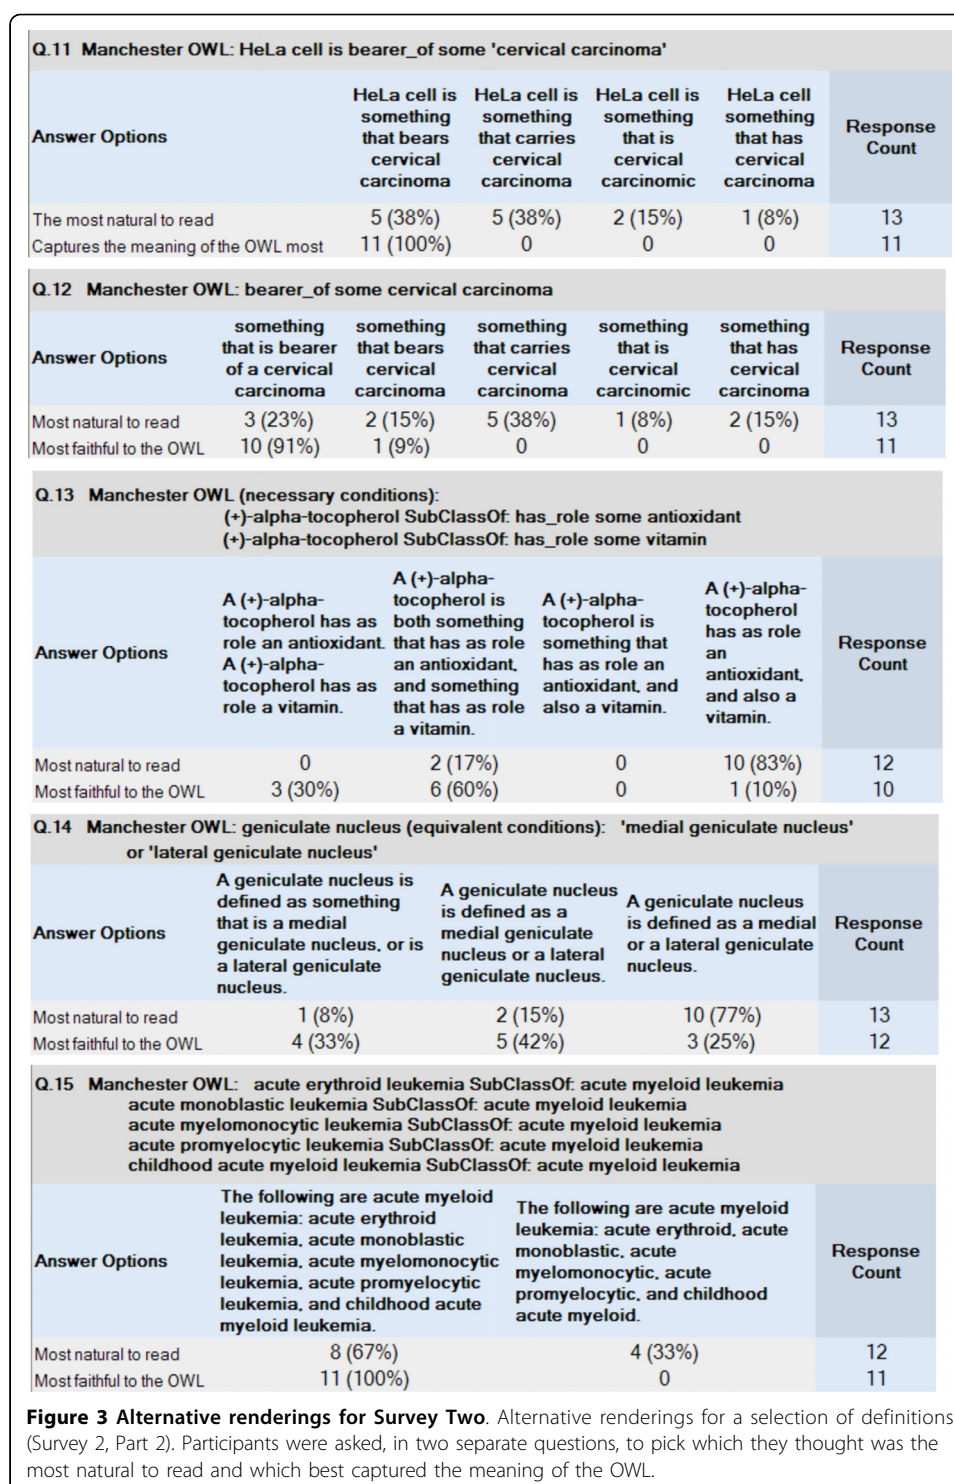 Q.11 Manchester OWL: HeLa cell is bearer_of some 'cervical carcinoma'
Answer Options
HeLa cell is something that bears cervical carcinoma
HeLa cell is something that carries cervical carcinoma
HeLa cell is something that is cervical carcinomic
HeLa cell something that has cervical carcinoma
Response Count
The most natural to read 5 (38%) 5 (38%) 2 (15%) 1 (8%) 13
Captures the meaning of the OWL most 11 (100%) 0 0 0 11
Q.12 Manchester OWL: bearer_of some cervical carcinoma
Answer Options
something that is bearer of a cervical carcinoma
something that bears cervical carcinoma
something that carries cervical carcinoma
something that is cervical carcinomic
something that has cervical carcinoma
Response Count
Most natural to read 3 (23%) 2 (15%) 5 (38%) 1 (8%) 2 (15%) 13
Most faithful to the OWL 10 (91%) 1 (9%) 0 0 0 11
Q.13 Manchester OWL (necessary conditions):
(+)-alpha-tocopherol SubClassOf: has_role some antioxidant
(+)-alpha-tocopherol SubClassOf: has_role some vitamin
Answer Options
A (+)-alpha-tocopherol has as role an antioxidant. A (+)-alpha-tocopherol has as role a vitamin.
A (+)-alpha-tocopherol is both something that has as role an antioxidant, and something that has as role a vitamin.
A (+)-alpha-tocopherol is something that has as role an antioxidant, and also a vitamin.
A (+)-alpha-tocopherol has as role an antioxidant, and also a vitamin.
Response Count
Most natural to read 0 2 (17%) 0 10 (83%) 12
Most faithful to the OWL 3 (30%) 6 (60%) 0 1 (10%) 10
Q.14 Manchester OWL: geniculate nucleus (equivalent conditions): 'medial geniculate nucleus'
or 'lateral geniculate nucleus'
Answer Options
A geniculate nucleus is defined as something that is a medial geniculate nucleus, or is a lateral geniculate nucleus.
A geniculate nucleus is defined as a medial geniculate nucleus or a lateral geniculate nucleus.
A geniculate nucleus is defined as a medial or a lateral geniculate nucleus.
Response Count
Most natural to read 1 (8%) 2 (15%) 10 (77%) 13
Most faithful to the OWL 4 (33%) 5 (42%) 3 (25%) 12
Q.15 Manchester OWL: acute erythroid leukemia SubClassOf: acute myeloid leukemia
acute monoblastic leukemia SubClassOf: acute myeloid leukemia
acute myelomonocytic leukemia SubClassOf: acute myeloid leukemia
acute promyelocytic leukemia SubClassOf: acute myeloid leukemia
childhood acute myeloid leukemia SubClassOf: acute myeloid leukemia
Answer Options
The following are acute myeloid leukemia: acute erythroid leukemia, acute monoblastic leukemia, acute myelomonocytic leukemia, acute promyelocytic leukemia, and childhood acute myeloid leukemia.
The following are acute myeloid leukemia: acute erythroid, acute monoblastic, acute myelomonocytic, acute promyelocytic, and childhood acute myeloid.
Response Count
Most natural to read 8 (67%) 4 (33%) 12
Most faithful to the OWL 11 (100%) 0 11
Figure 3 Alternative renderings for Survey Two. Alternative renderings for a selection of definitions
(Survey 2, Part 2). Participants were asked, in two separate questions, to pick which they thought was the
most natural to read and which best captured the meaning of the OWL.